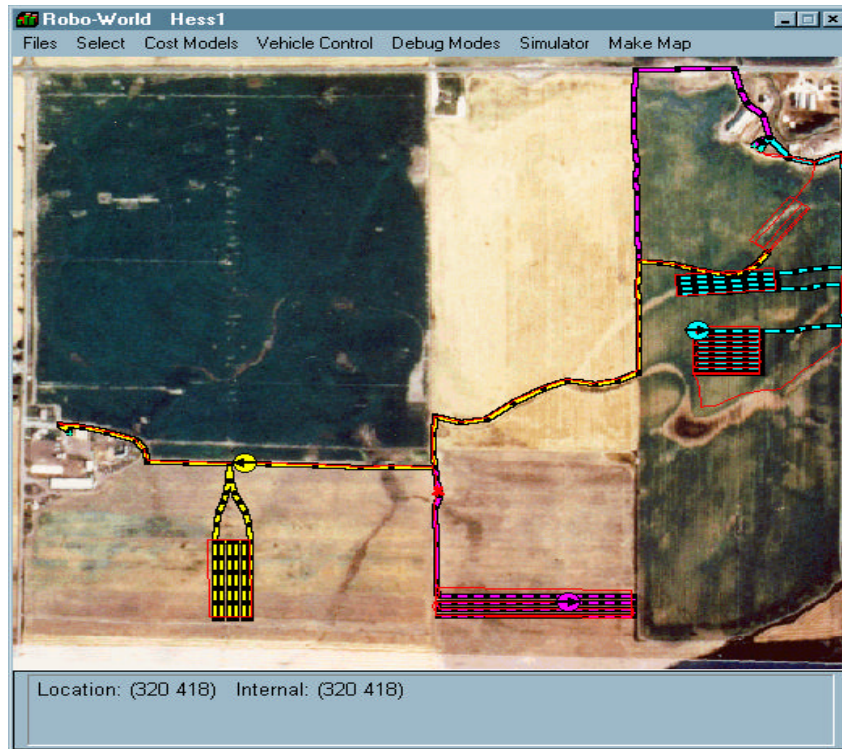 Robo-World Hess1
Files Select Cost Models Vehicle Control Debug Modes Simulator Make Map
Location: (320 418) Internal: (320 418)